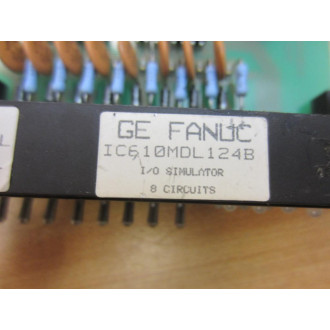 GE FANUC
IC610MDL124B
I/O SIMULATOR
8 CIRCUITS
L